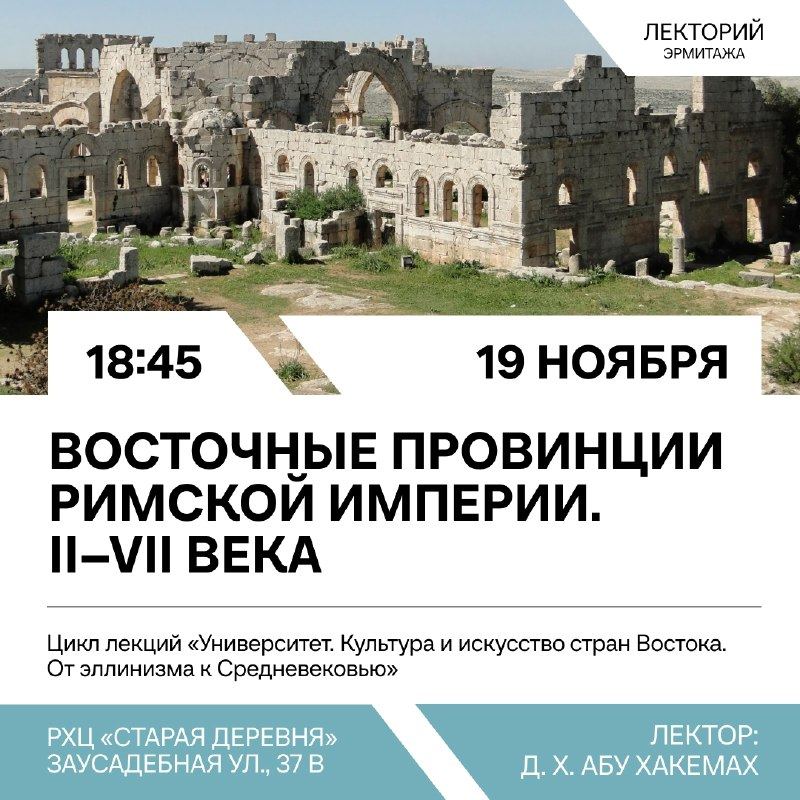 ЛЕКТОРИЙ
ЭРМИТАЖА
18:45
19 НОЯБРЯ
ВОСТОЧНЫЕ ПРОВИНЦИИ
РИМСКОЙ ИМПЕРИИ.
II–VII ВЕКА
Цикл лекций «Университет. Культура и искусство стран Востока.
От эллинизма к Средневековью»
РХЦ «СТАРАЯ ДЕРЕВНЯ»
ЗАУСАДЕБНАЯ УЛ., 37 В
ЛЕКТОР:
Д. Х. АБУ ХАКЕМАХ